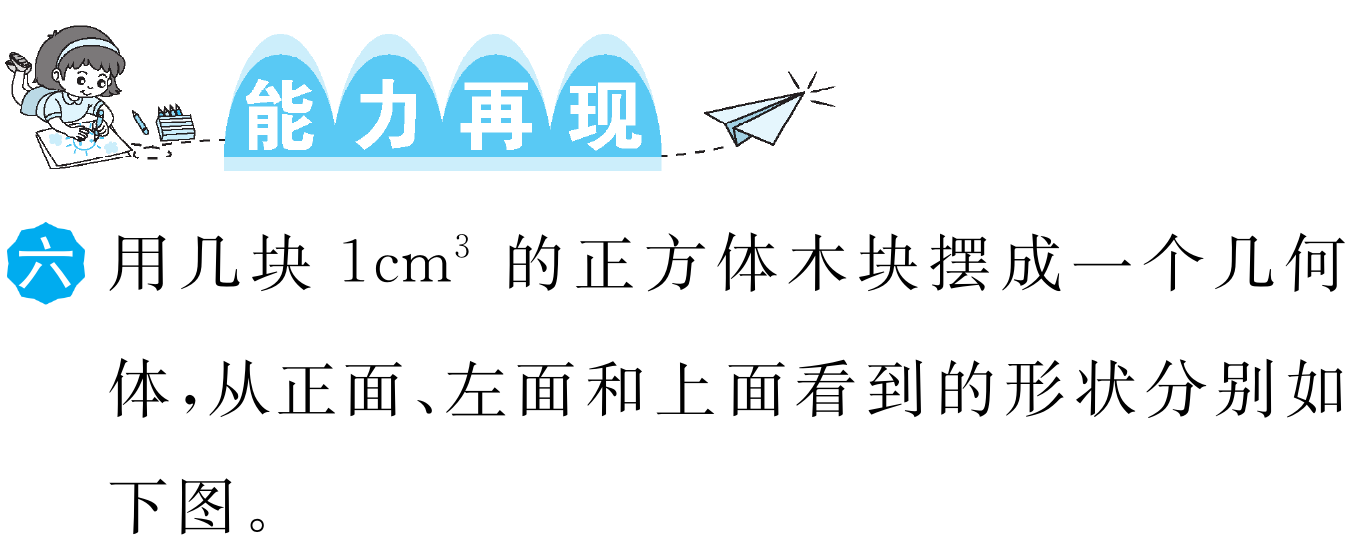 能力再现
六 用几块 1cm³ 的正方体木块摆成一个几何
体,从正面、左面和上面看到的形状分别如
下图。